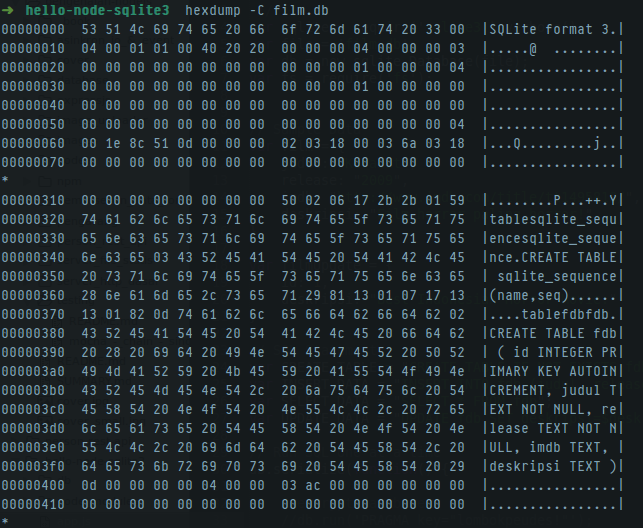 ➜  hello-node-sqlite3  hexdump -C film.db
00000000  53 51 4c 69 74 65 20 66  6f 72 6d 61 74 20 33 00  |SQLite format 3.|
00000010  04 00 01 01 00 40 20 20  00 00 00 04 00 00 00 03  |.....@  ........|
00000020  00 00 00 00 00 00 00 00  00 00 00 01 00 00 00 04  |................|
00000030  00 00 00 00 00 00 00 00  00 00 00 01 00 00 00 00  |................|
00000040  00 00 00 00 00 00 00 00  00 00 00 00 00 00 00 00  |................|
00000050  00 00 00 00 00 00 00 00  00 00 00 00 00 00 00 04  |................|
00000060  00 1e 8c 51 0d 00 00 00  02 03 18 00 03 6a 03 18  |...Q.........j..|
00000070  00 00 00 00 00 00 00 00  00 00 00 00 00 00 00 00  |................|
*
00000310  00 00 00 00 00 00 00 00  50 02 06 17 2b 2b 01 59  |........P...++.Y|
00000320  74 61 62 6c 65 73 71 6c  69 74 65 5f 73 65 71 75  |tablesqlite_sequ|
00000330  65 6e 63 65 73 71 6c 69  74 65 5f 73 65 71 75 65  |encesqlite_seque|
00000340  6e 63 65 03 43 52 45 41  54 45 20 54 41 42 4c 45  |nce.CREATE TABLE|
00000350  20 73 71 6c 69 74 65 5f  73 65 71 75 65 6e 63 65  | sqlite_sequence|
00000360  28 6e 61 6d 65 2c 73 65  71 29 81 13 01 07 17 13  |(name,seq)......|
00000370  13 01 82 0d 74 61 62 6c  65 66 64 62 66 64 62 02  |....tablefdbfdb.|
00000380  43 52 45 41 54 45 20 54  41 42 4c 45 20 66 64 62  |CREATE TABLE fdb|
00000390  20 28 20 69 64 20 49 4e  54 45 47 45 52 20 50 52  | ( id INTEGER PR|
000003a0  49 4d 41 52 59 20 4b 45  59 20 41 55 54 4f 49 4e  |IMARY KEY AUTOIN|
000003b0  43 52 45 4d 45 4e 54 2c  20 6a 75 64 75 6c 20 54  |CREMENT, judul T|
000003c0  45 58 54 20 4e 4f 54 20  4e 55 4c 4c 2c 20 72 65  |EXT NOT NULL, re|
000003d0  6c 65 61 73 65 20 54 45  58 54 20 4e 4f 54 20 4e  |lease TEXT NOT N|
000003e0  55 4c 4c 2c 20 69 6d 64  62 20 54 45 58 54 2c 20  |ULL, imdb TEXT, |
000003f0  64 65 73 6b 72 69 70 73  69 20 54 45 58 54 20 29  |deskripsi TEXT )|
00000400  0d 00 00 00 00 04 00 00  03 ac 00 00 00 00 00 00  |................|
00000410  00 00 00 00 00 00 00 00  00 00 00 00 00 00 00 00  |................|
*